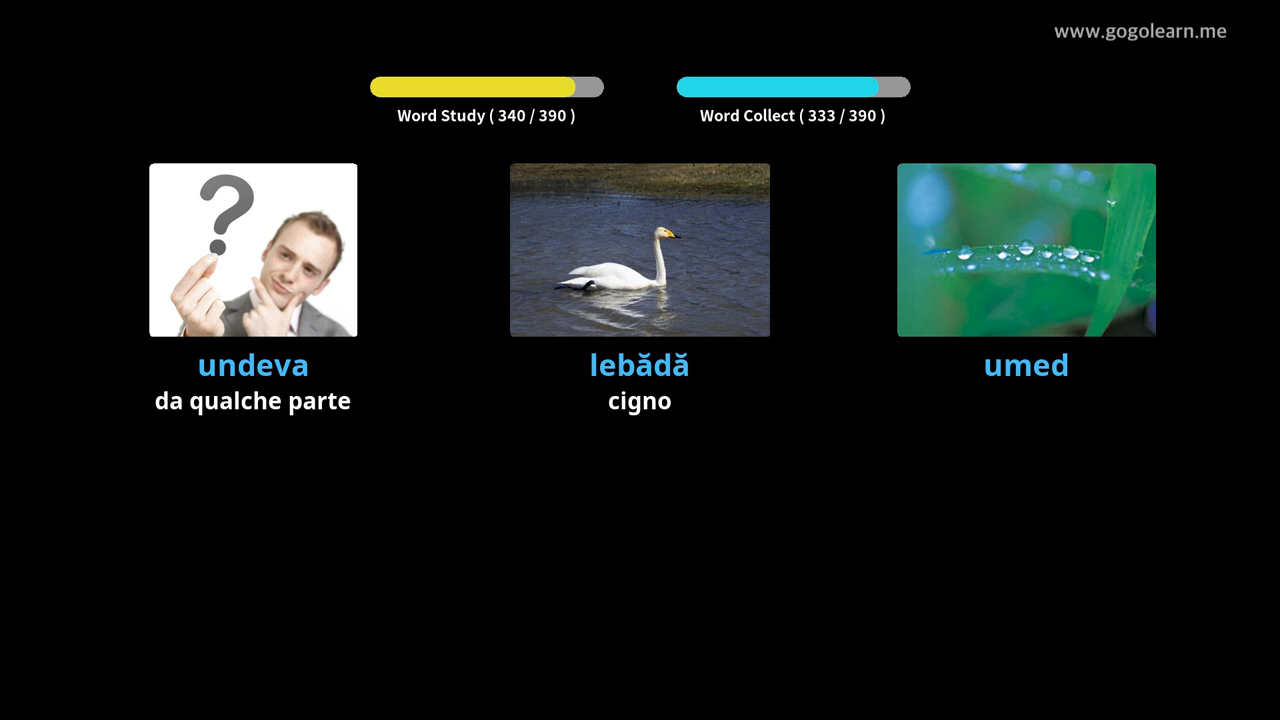 www.gogolearn.me
Word Study ( 340 / 390 )
Word Collect ( 333 / 390 )
?
undeva
lebădă
umed
da qualche parte
cigno